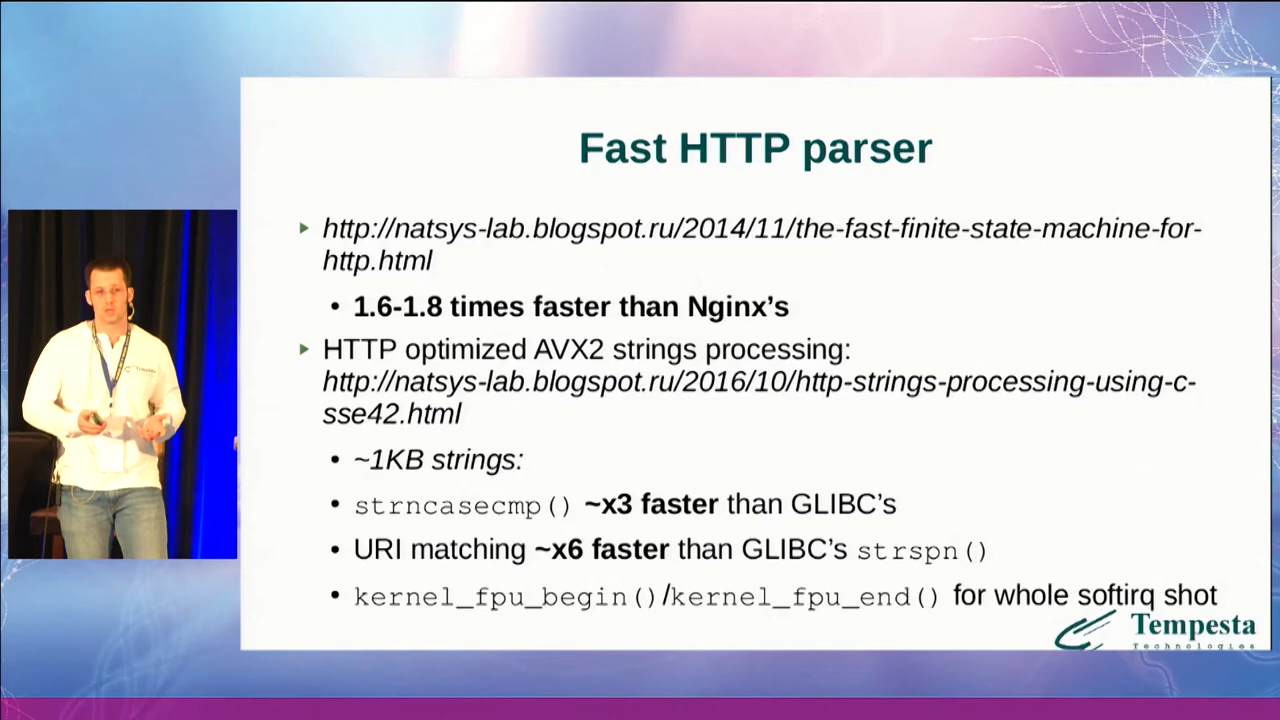 Fast HTTP parser
http://natsys-lab.blogspot.ru/2014/11/the-fast-finite-state-machine-for-
http.html
1.6-1.8 times faster than Nginx’s
HTTP optimized AVX2 strings processing:
http://natsys-lab.blogspot.ru/2016/10/http-strings-processing-using-c-
sse42.html
~1KB strings:
strncasecmp() ~x3 faster than GLIBC’s
URI matching ~x6 faster than GLIBC’s strspn()
kernel_fpu_begin()/kernel_fpu_end() for whole softirq shot
Tempesta
Technologies
Tempesta